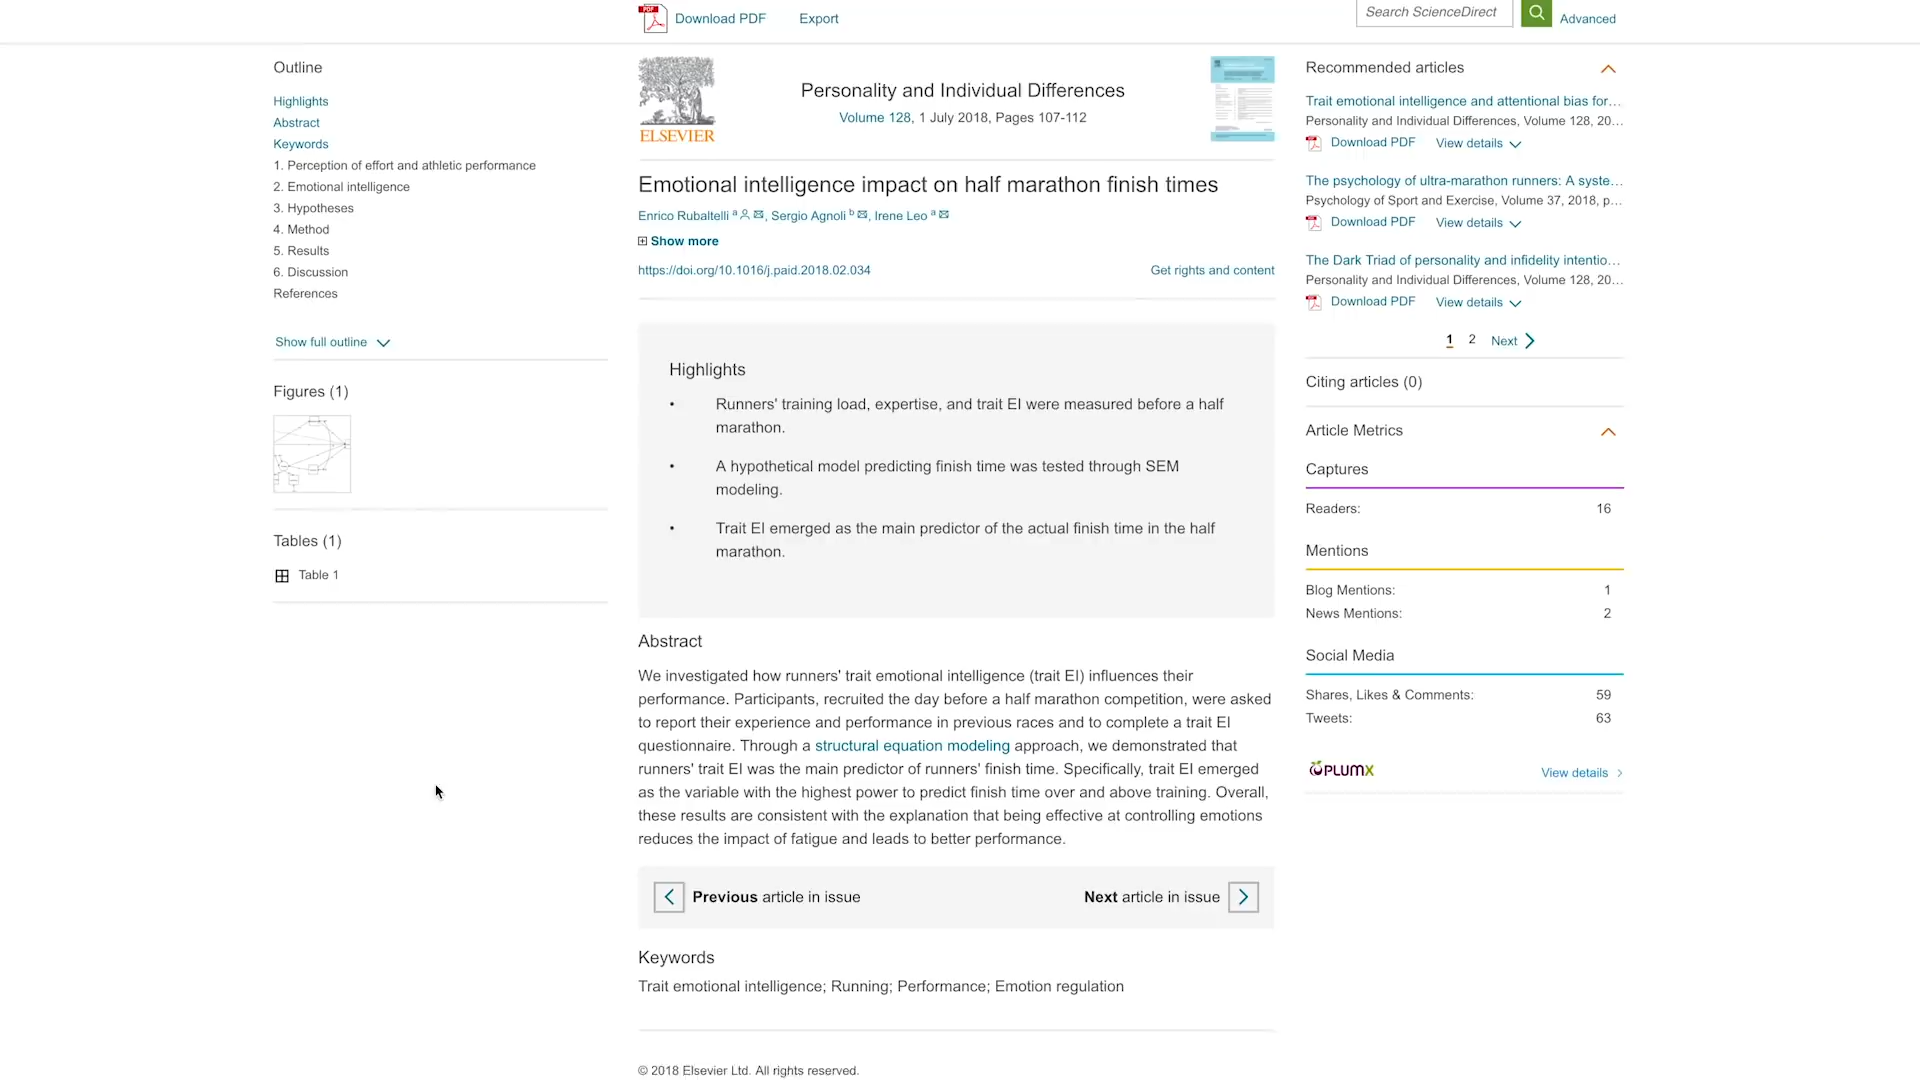 Download PDF
Export
Search ScienceDirect
Advanced
Outline
Highlights
Abstract
Keywords
1. Perception of effort and athletic performance
2. Emotional intelligence
3. Hypotheses
4. Method
5. Results
6. Discussion
References
Show full outline
Figures (1)
Tables (1)
Table 1
ELSEVIER
Personality and Individual Differences
Volume 128, 1 July 2018, Pages 107-112
Emotional intelligence impact on half marathon finish times
Enrico Rubaltelli a, Sergio Agnoli b, Irene Leo a
Show more
https://doi.org/10.1016/j.paid.2018.02.034
Get rights and content
Highlights
• Runners' training load, expertise, and trait EI were measured before a half
marathon.
• A hypothetical model predicting finish time was tested through SEM
modeling.
• Trait EI emerged as the main predictor of the actual finish time in the half
marathon.
Abstract
We investigated how runners' trait emotional intelligence (trait EI) influences their
performance. Participants, recruited the day before a half marathon competition, were asked
to report their experience and performance in previous races and to complete a trait EI
questionnaire. Through a structural equation modeling approach, we demonstrated that
runners' trait EI was the main predictor of runners' finish time. Specifically, trait EI emerged
as the variable with the highest power to predict finish time over and above training. Overall,
these results are consistent with the explanation that being effective at controlling emotions
reduces the impact of fatigue and leads to better performance.
Previous article in issue
Next article in issue
Keywords
Trait emotional intelligence; Running; Performance; Emotion regulation
© 2018 Elsevier Ltd. All rights reserved.
Recommended articles
Trait emotional intelligence and attentional bias for…
Personality and Individual Differences, Volume 128, 20…
Download PDF
View details
The psychology of ultra-marathon runners: A syste…
Psychology of Sport and Exercise, Volume 37, 2018, p…
Download PDF
View details
The Dark Triad of personality and infidelity intentio…
Personality and Individual Differences, Volume 128, 20…
Download PDF
View details
1 2 Next
Citing articles (0)
Article Metrics
Captures
Readers: 16
Mentions
Blog Mentions: 1
News Mentions: 2
Social Media
Shares, Likes & Comments: 59
Tweets: 63
PLUMX
View details